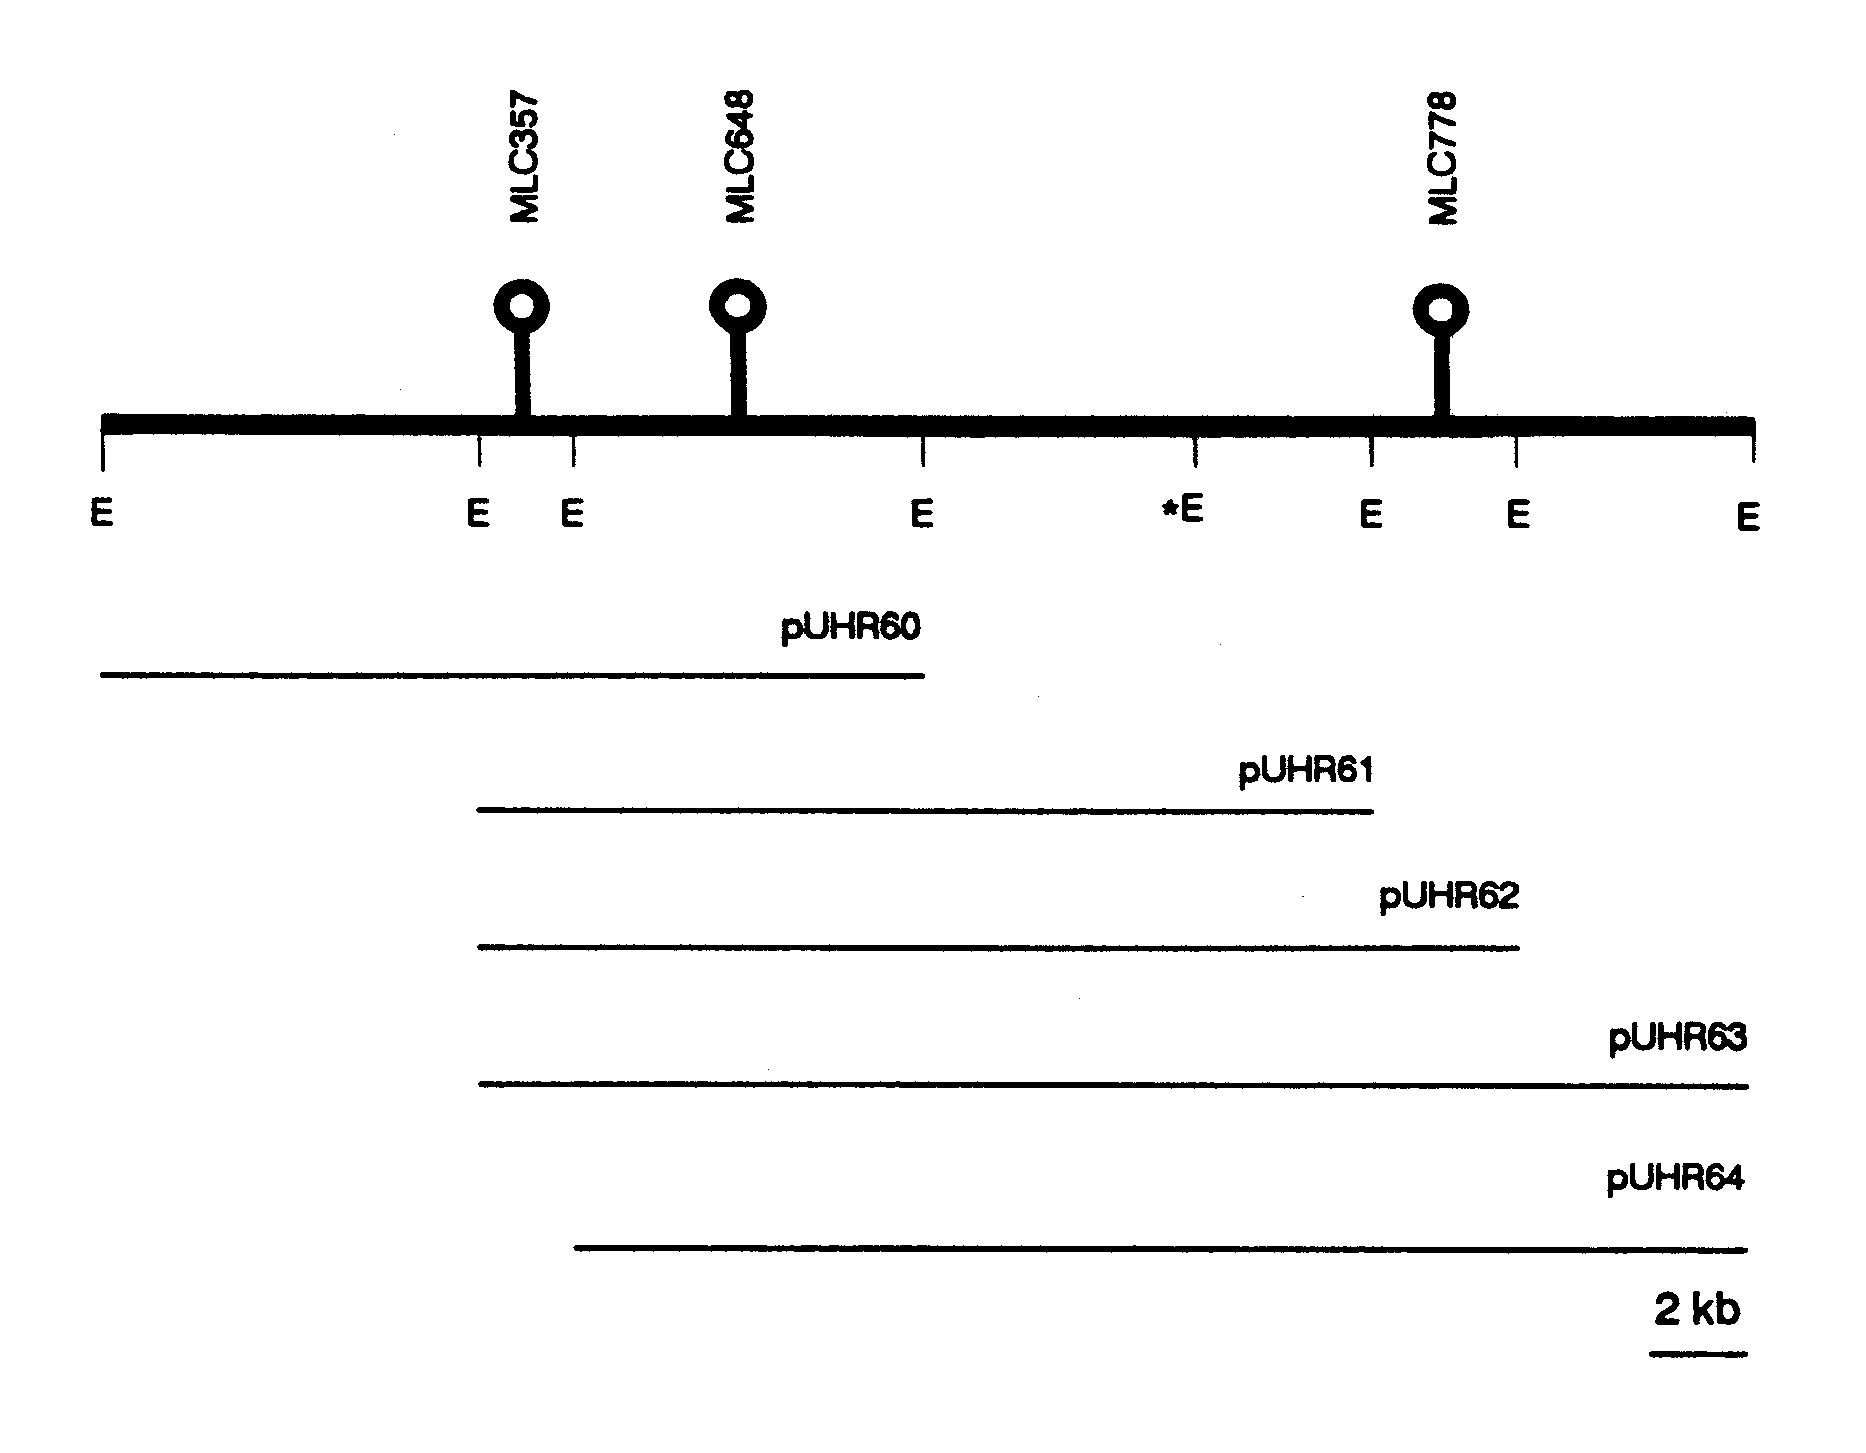 MLC357
MLC648
MLC778
E E E E *E E E E
pUHR60
pUHR61
pUHR62
pUHR63
pUHR64
2 kb